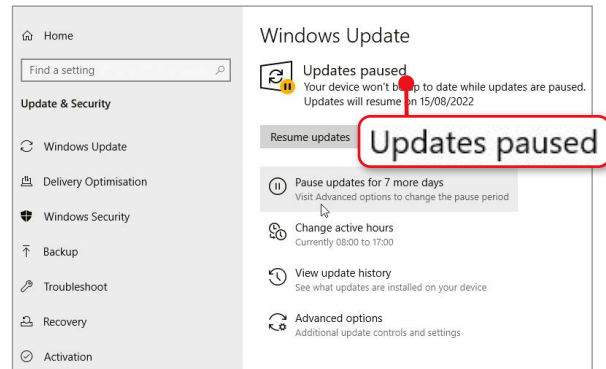 Home
Find a setting
Update & Security
Windows Update
Delivery Optimisation
Windows Security
Backup
Troubleshoot
Recovery
Activation
Windows Update
Updates paused
Your device won't be up to date while updates are paused.
Updates will resume on 15/08/2022
Resume updates
Updates paused
Pause updates for 7 more days
Visit Advanced options to change the pause period
Change active hours
Currently 08:00 to 17:00
View update history
See what updates are installed on your device
Advanced options
Additional update controls and settings